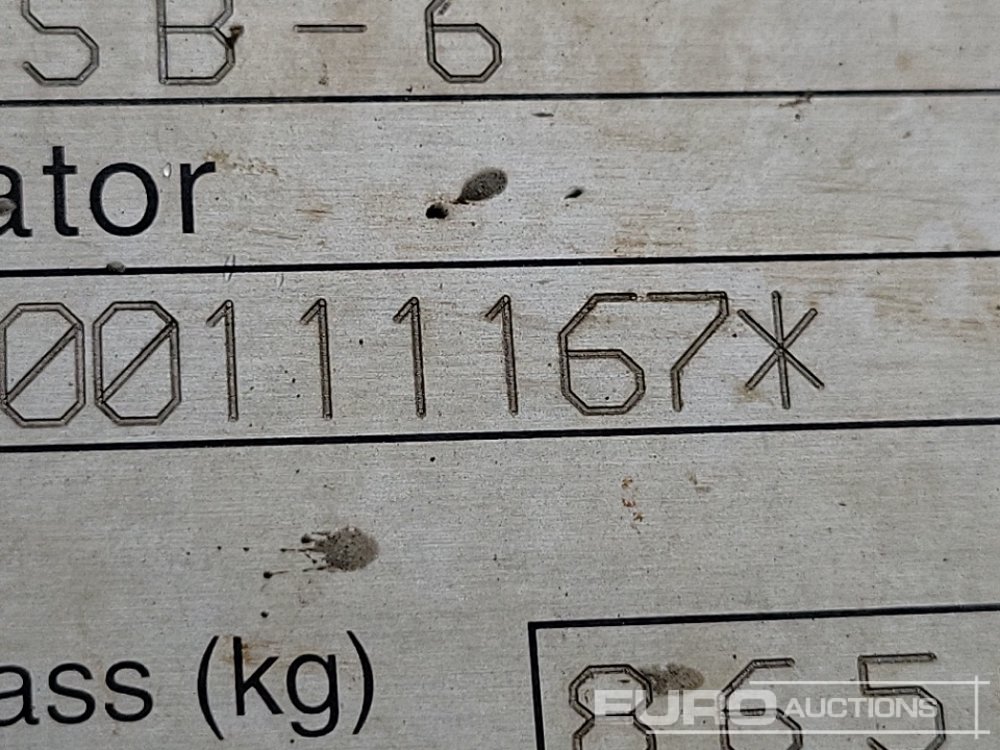 SB-6
ator
00111167*
ass (kg)
865
EURO AUCTIONS